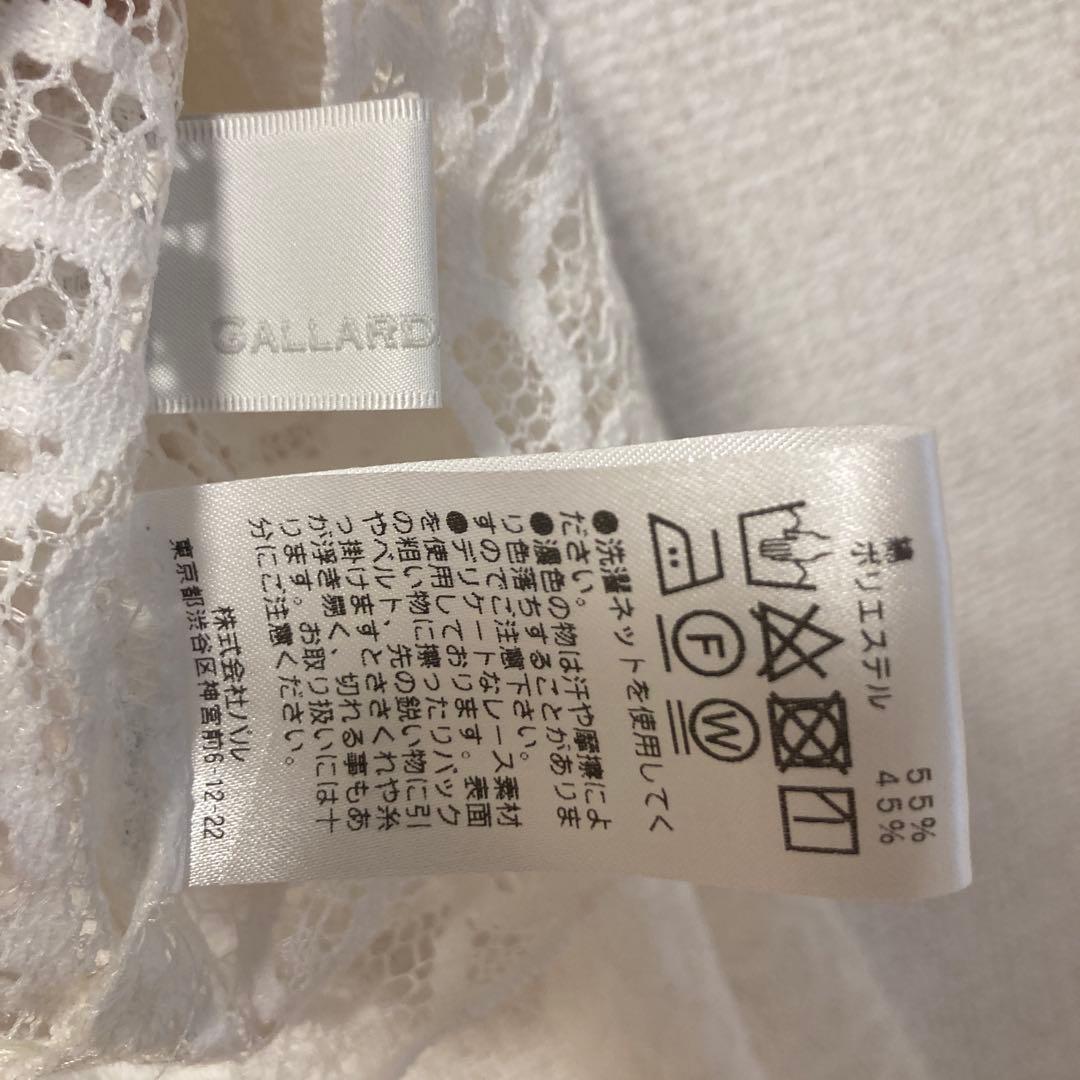 GALLARD
綿 55%
ポリエステル 45%
F W
●洗濯ネットを使用してく
ださい。
●濃色の物は汗や摩擦によ
り色落ちすることがありま
すのでご注意下さい。
●デリケートなレース素材
を使用しております。表面
の粗い物に擦ったりバック
やベルト、先の鋭い物に引
っ掛けますとささくれや糸
が浮き易く、切れる事もあ
ります。お取り扱いには十
分にご注意ください。
株式会社パル
東京都渋谷区神宮前6-12-22